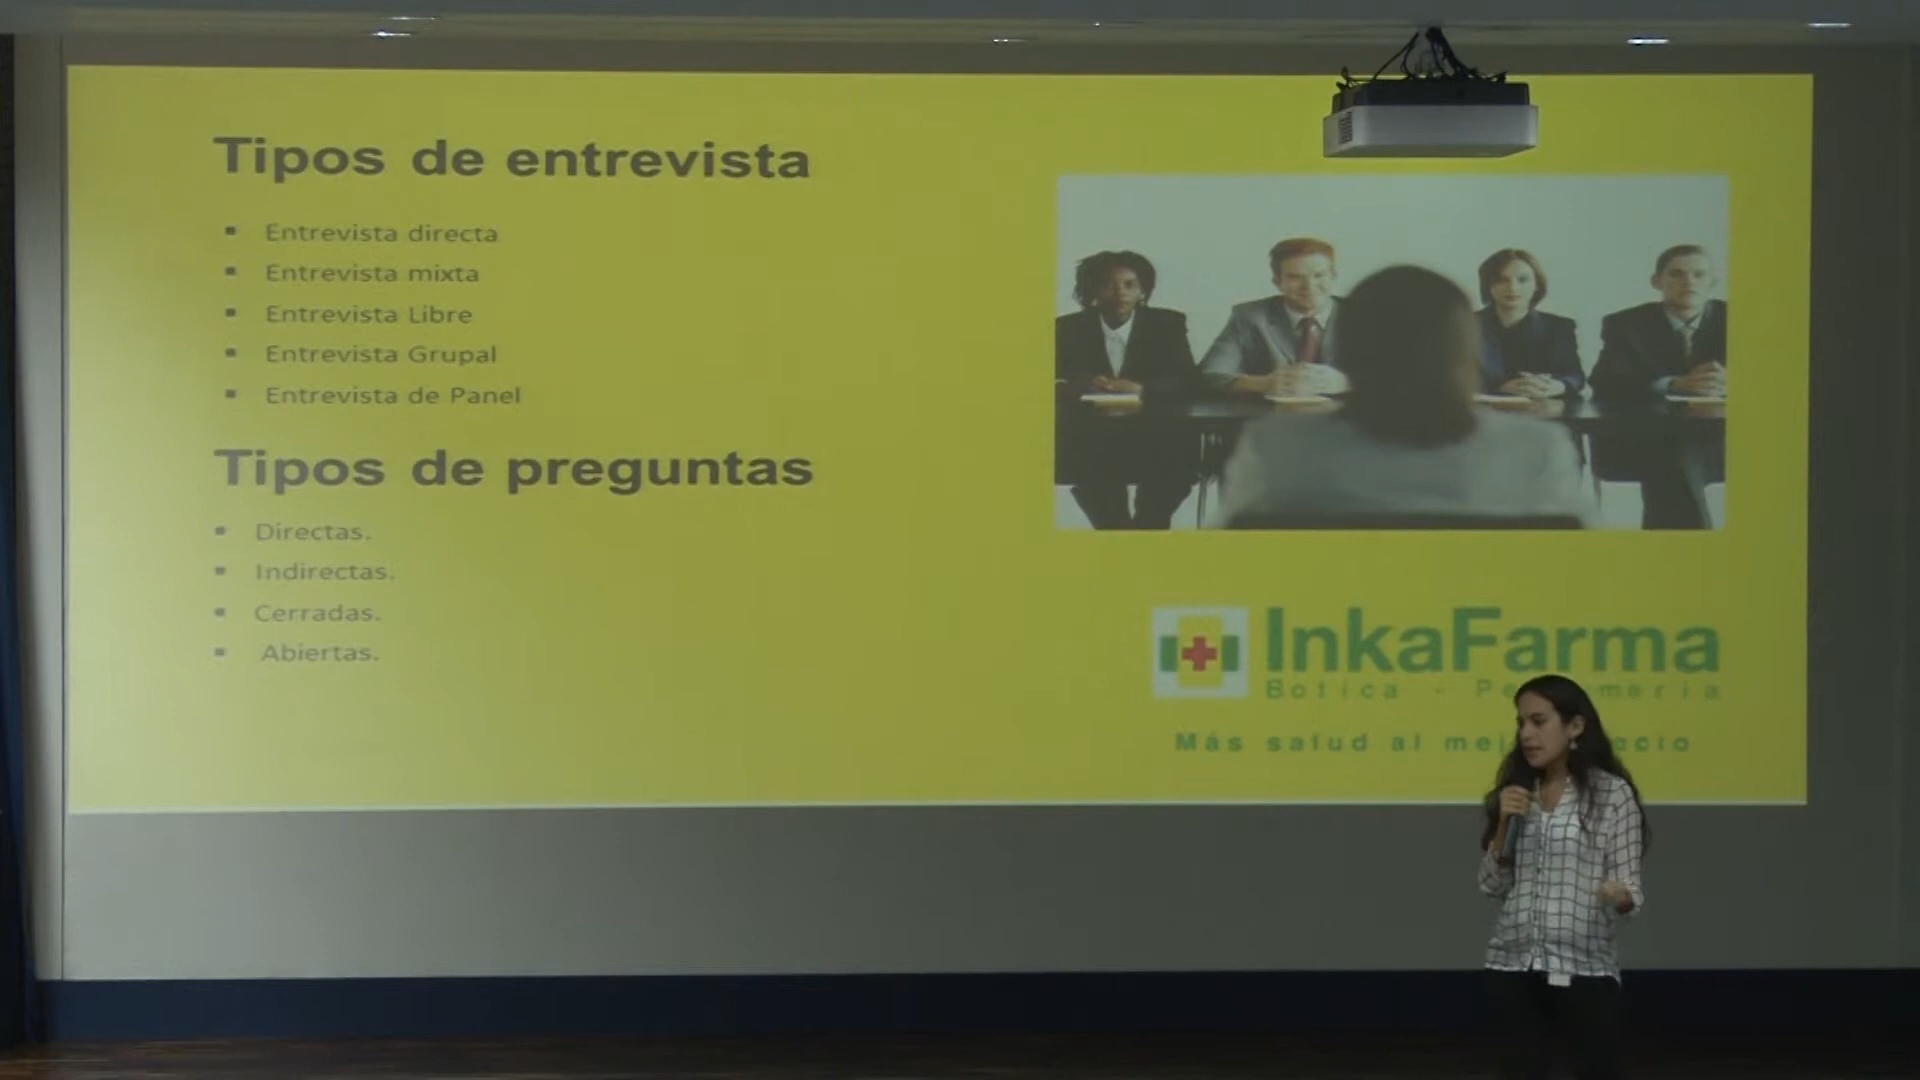 Tipos de entrevista
▪ Entrevista directa
▪ Entrevista mixta
▪ Entrevista Libre
▪ Entrevista Grupal
▪ Entrevista de Panel
Tipos de preguntas
▪ Directas.
▪ Indirectas.
▪ Cerradas.
▪ Abiertas.
InkaFarma
Botica -
Más salud al